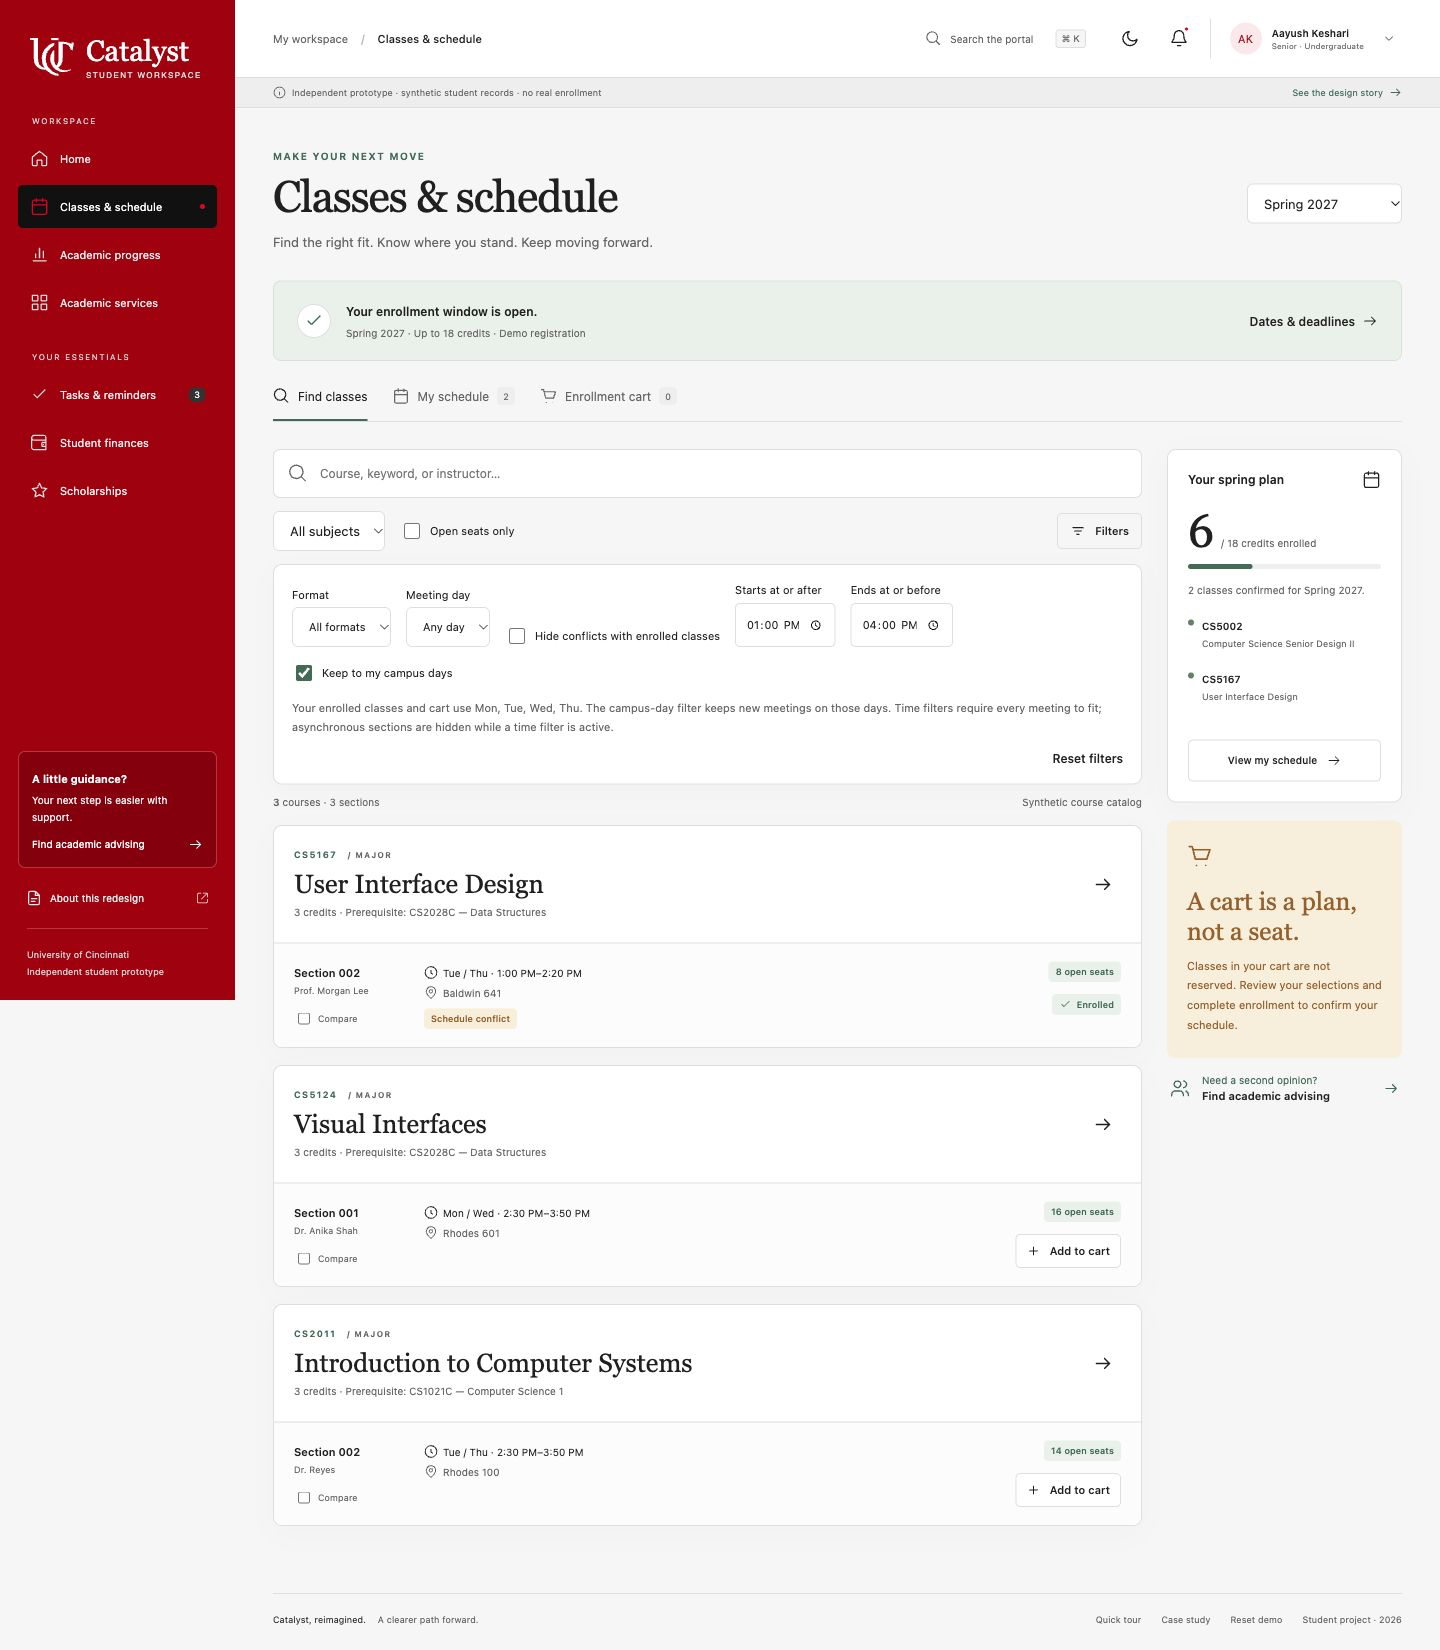 UC Catalyst
STUDENT WORKSPACE
WORKSPACE
Home
Classes & schedule
Academic progress
Academic services
YOUR ESSENTIALS
Tasks & reminders 3
Student finances
Scholarships
A little guidance?
Your next step is easier with
support.
Find academic advising
About this redesign
University of Cincinnati
Independent student prototype
My workspace / Classes & schedule
Search the portal ⌘ K
AK
Aayush Keshari
Senior · Undergraduate
Independent prototype · synthetic student records · no real enrollment
See the design story
MAKE YOUR NEXT MOVE
Classes & schedule
Find the right fit. Know where you stand. Keep moving forward.
Spring 2027
Your enrollment window is open.
Spring 2027 · Up to 18 credits · Demo registration
Dates & deadlines
Find classes
My schedule 2
Enrollment cart 0
Course, keyword, or instructor...
All subjects
Open seats only
Filters
Format
All formats
Meeting day
Any day
Hide conflicts with enrolled classes
Starts at or after
01:00 PM
Ends at or before
04:00 PM
Keep to my campus days
Your enrolled classes and cart use Mon, Tue, Wed, Thu. The campus-day filter keeps new meetings on those days. Time filters require every meeting to fit;
asynchronous sections are hidden while a time filter is active.
Reset filters
3 courses · 3 sections
Synthetic course catalog
CS5167 / MAJOR
User Interface Design
3 credits · Prerequisite: CS2028C — Data Structures
Section 002
Prof. Morgan Lee
Compare
Tue / Thu · 1:00 PM–2:20 PM
Baldwin 641
Schedule conflict
8 open seats
Enrolled
CS5124 / MAJOR
Visual Interfaces
3 credits · Prerequisite: CS2028C — Data Structures
Section 001
Dr. Anika Shah
Compare
Mon / Wed · 2:30 PM–3:50 PM
Rhodes 601
16 open seats
Add to cart
CS2011 / MAJOR
Introduction to Computer Systems
3 credits · Prerequisite: CS1021C — Computer Science 1
Section 002
Dr. Reyes
Compare
Tue / Thu · 2:30 PM–3:50 PM
Rhodes 100
14 open seats
Add to cart
Your spring plan
6 / 18 credits enrolled
2 classes confirmed for Spring 2027.
CS5002
Computer Science Senior Design II
CS5167
User Interface Design
View my schedule
A cart is a plan,
not a seat.
Classes in your cart are not
reserved. Review your selections and
complete enrollment to confirm your
schedule.
Need a second opinion?
Find academic advising
Catalyst, reimagined. A clearer path forward.
Quick tour
Case study
Reset demo
Student project · 2026